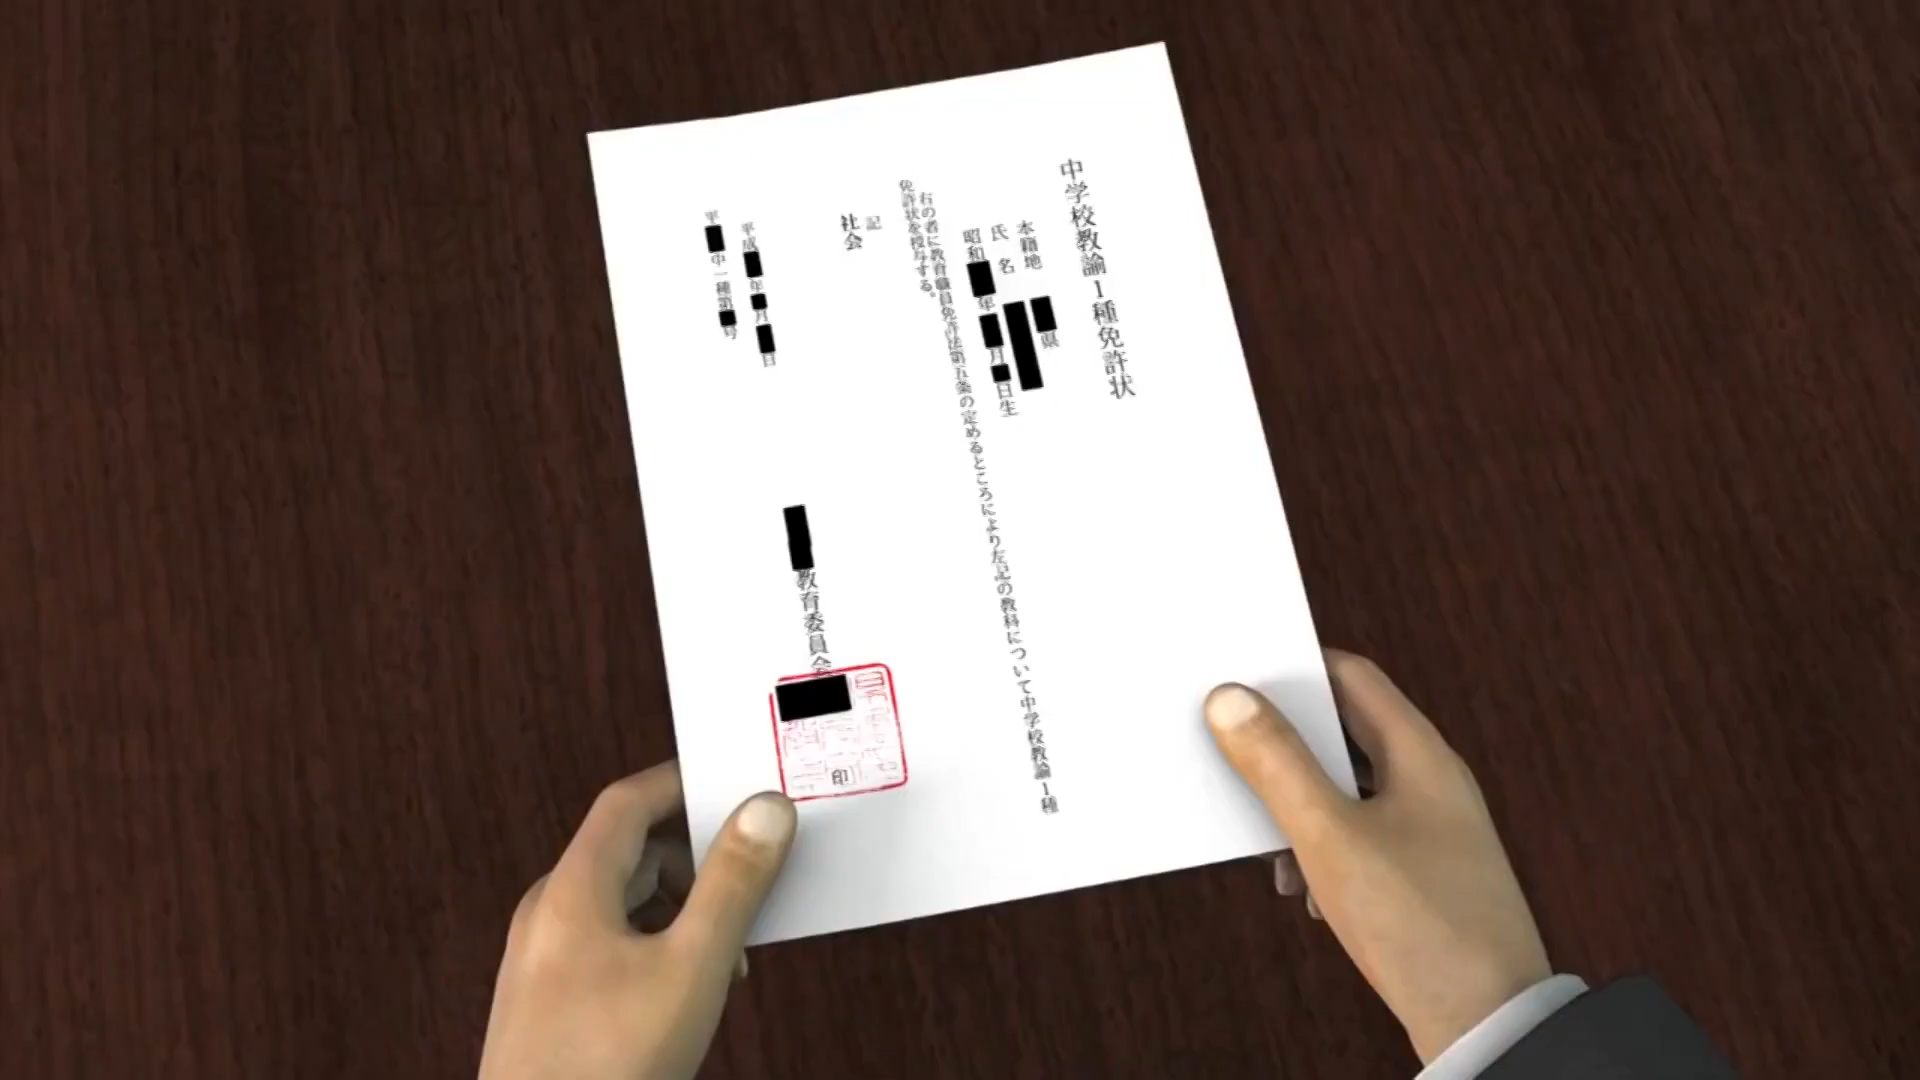 中学校教諭1種免許状
本籍地 県
氏名
昭和 年 月 日生
右の者に教育職員免許法第五条の定めるところにより左記の教科について中学校教諭1種
免許状を授与する。
記
社会
平成 年 月 日
平 中一種第 号
教育委員会
印